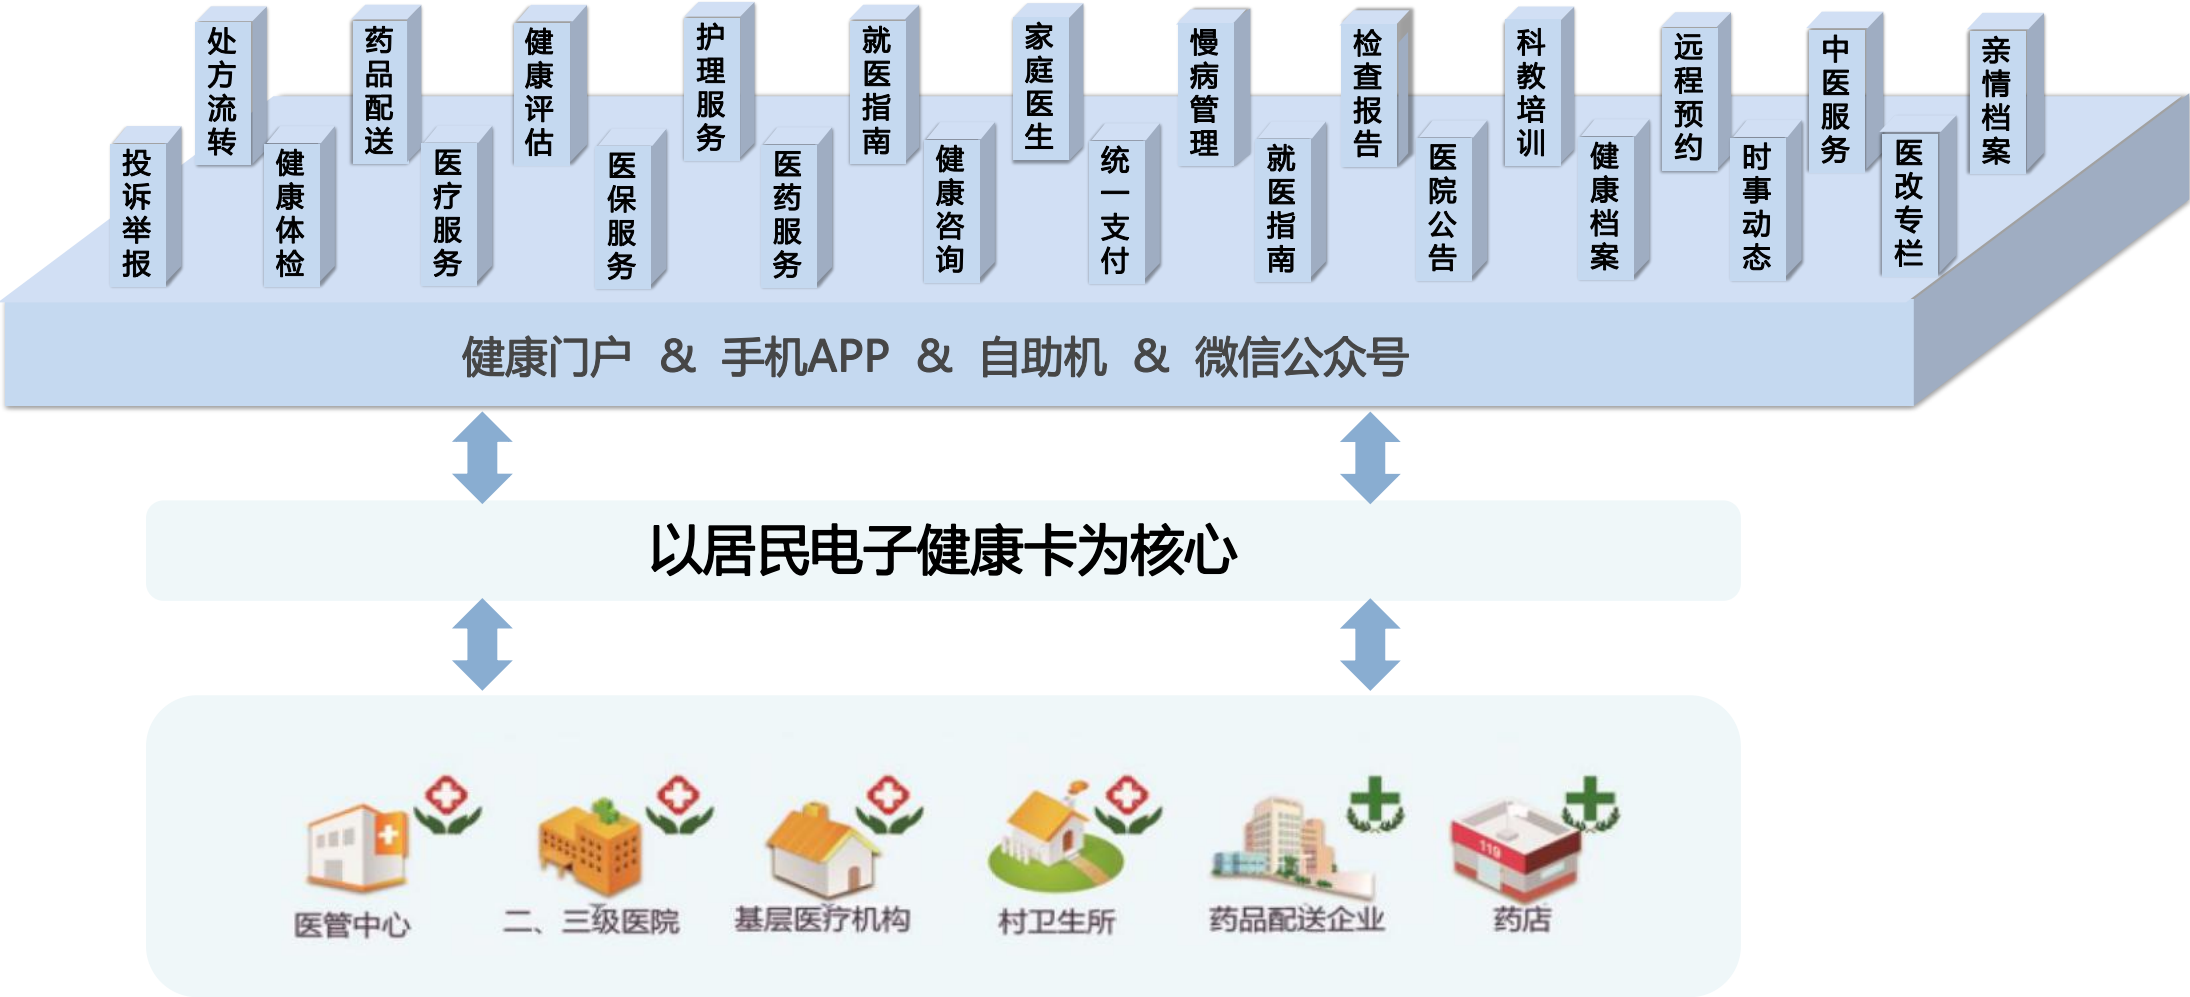 处方流转
药品配送
健康评估
护理服务
就医指南
家庭医生
慢病管理
检查报告
科教培训
远程预约
中医服务
亲情档案
投诉举报
健康体检
医疗服务
医保服务
医药服务
健康咨询
统一支付
就医指南
医院公告
健康档案
时事动态
医改专栏
健康门户 & 手机APP & 自助机 & 微信公众号
以居民电子健康卡为核心
119
医管中心
二、三级医院
基层医疗机构
村卫生所
药品配送企业
药店